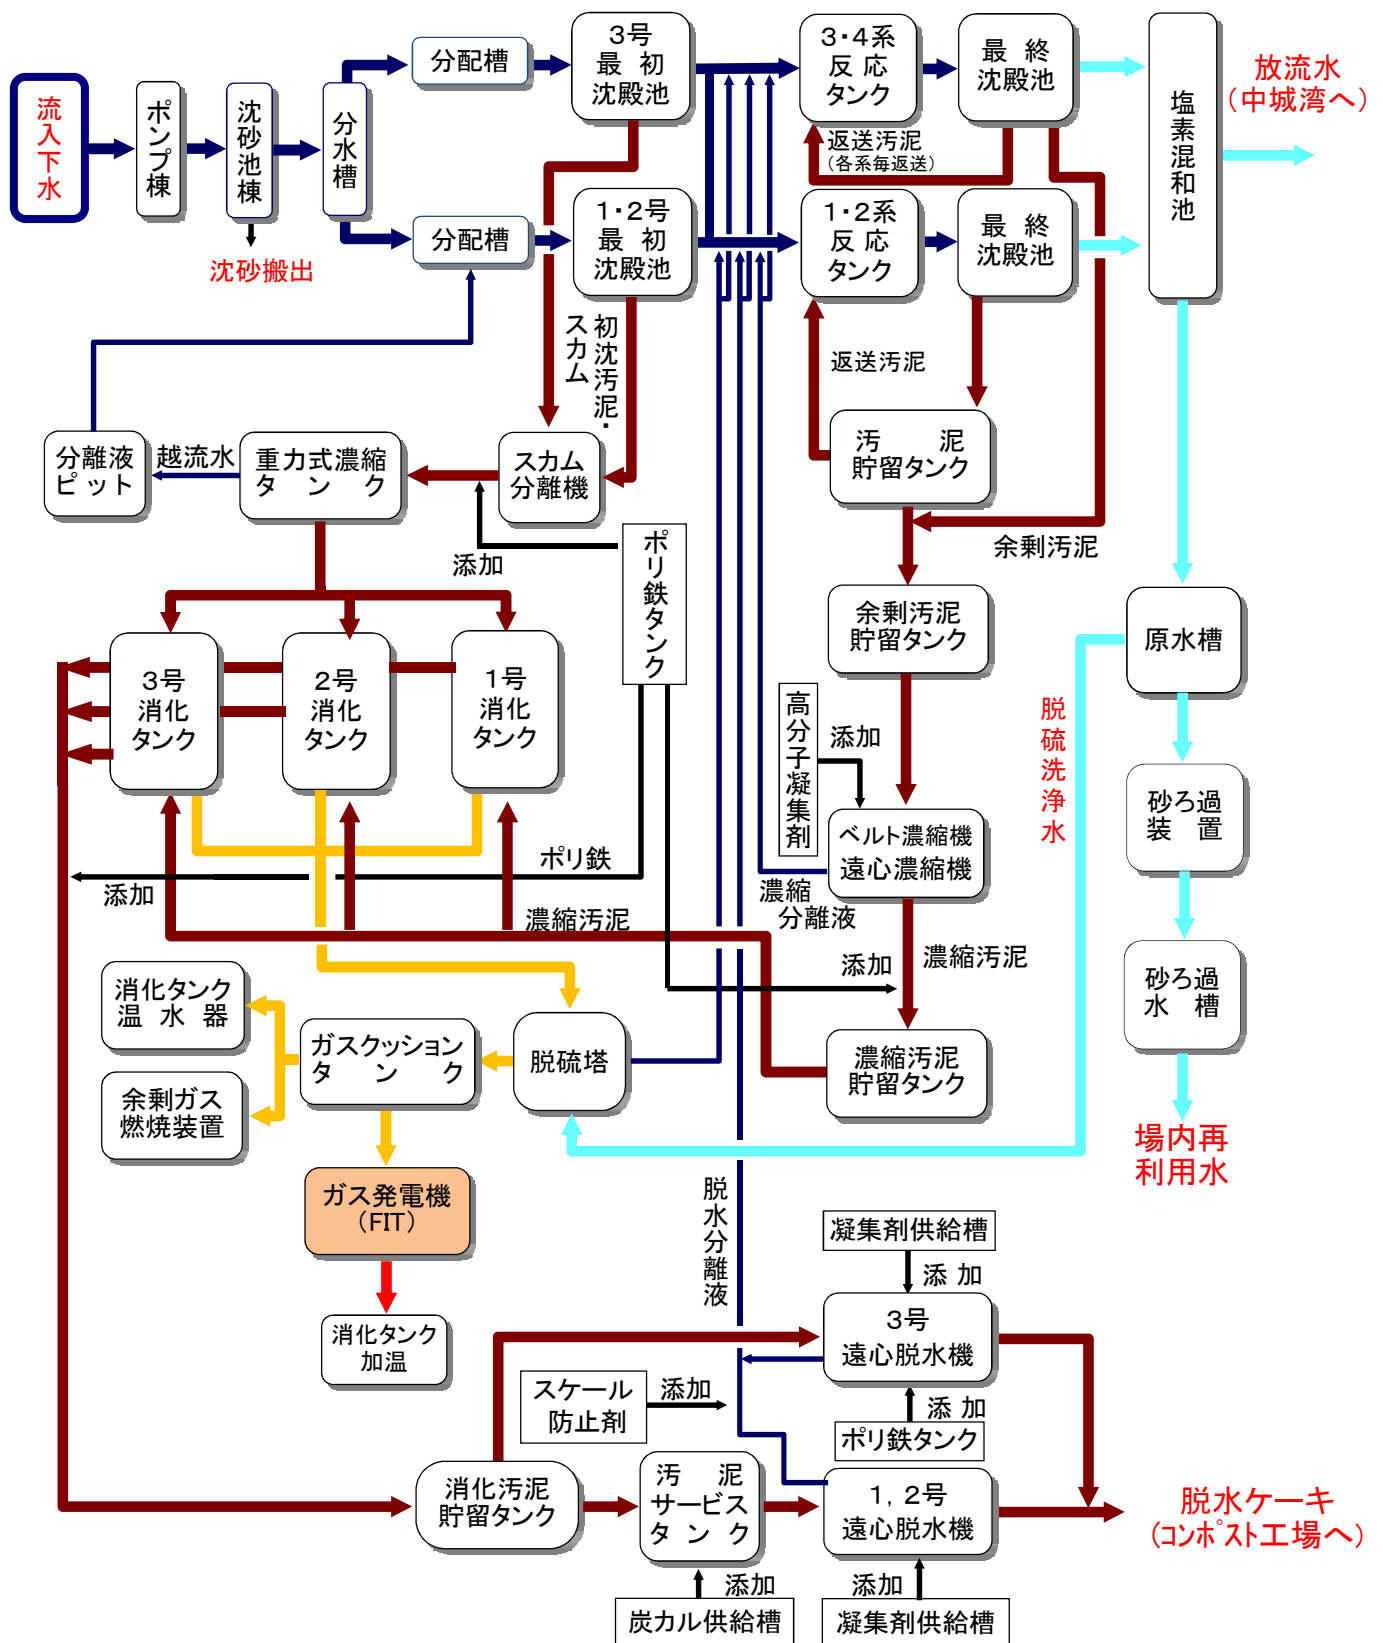 流入下水
ポンプ棟
沈砂池棟
沈砂搬出
分水槽
分配槽
分配槽
3号
最 初
沈殿池
1・2号
最 初
沈殿池
3・4系
反応
タンク
最 終
沈殿池
返送汚泥
(各系毎返送)
1・2系
反応
タンク
最 終
沈殿池
塩素混和池
放流水
(中城湾へ)
初沈汚泥・
スカム
返送汚泥
汚 泥
貯留タンク
余剰汚泥
分離液
ピット
越流水
重力式濃縮
タ ン ク
スカム
分離機
添加
ポリ鉄タンク
余剰汚泥
貯留タンク
原水槽
3号
消化
タンク
2号
消化
タンク
1号
消化
タンク
高分子凝集剤
添加
脱硫洗浄水
砂ろ過
装 置
ベルト濃縮機
遠心濃縮機
ポリ鉄
添加
濃縮
分離液
濃縮汚泥
濃縮汚泥
添加
砂ろ過
水 槽
消化タンク
温 水 器
ガスクッション
タ ン ク
脱硫塔
濃縮汚泥
貯留タンク
余剰ガス
燃焼装置
場内再
利用水
ガス発電機
(FIT)
脱水分離液
凝集剤供給槽
添 加
消化タンク
加温
3号
遠心脱水機
スケール
防止剤
添加
添 加
ポリ鉄タンク
消化汚泥
貯留タンク
汚 泥
サービス
タ ン ク
1, 2号
遠心脱水機
脱水ケーキ
(ｺﾝﾎﾟｽﾄ工場へ)
添加
炭カル供給槽
添加
凝集剤供給槽